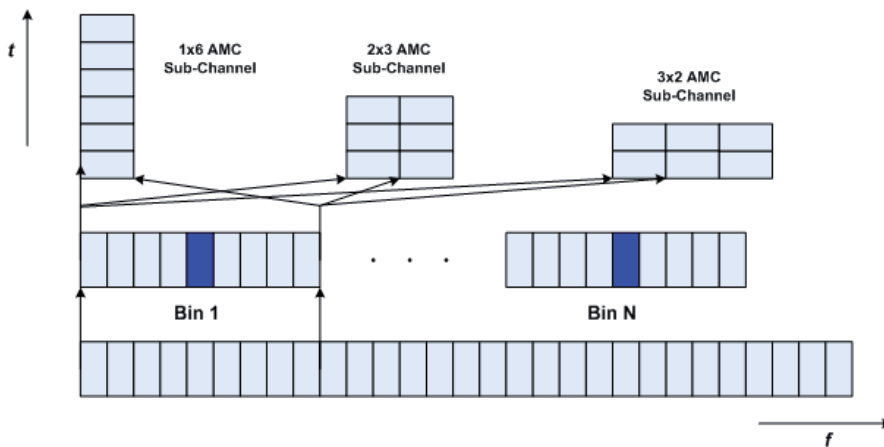 t
1x6 AMC
Sub-Channel
2x3 AMC
Sub-Channel
3x2 AMC
Sub-Channel
. . .
Bin 1
Bin N
f